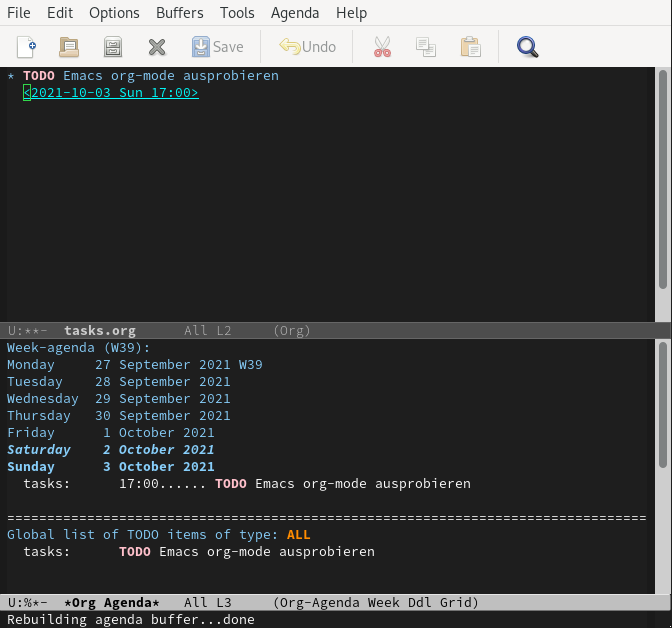 File Edit Options Buffers Tools Agenda Help
Save Undo
* TODO Emacs org-mode ausprobieren
<2021-10-03 Sun 17:00>
U:**- tasks.org All L2 (Org)
Week-agenda (W39):
Monday 27 September 2021 W39
Tuesday 28 September 2021
Wednesday 29 September 2021
Thursday 30 September 2021
Friday 1 October 2021
Saturday 2 October 2021
Sunday 3 October 2021
tasks: 17:00...... TODO Emacs org-mode ausprobieren
================================================================================
Global list of TODO items of type: ALL
tasks: TODO Emacs org-mode ausprobieren
U:%*- *Org Agenda* All L3 (Org-Agenda Week Ddl Grid)
Rebuilding agenda buffer...done